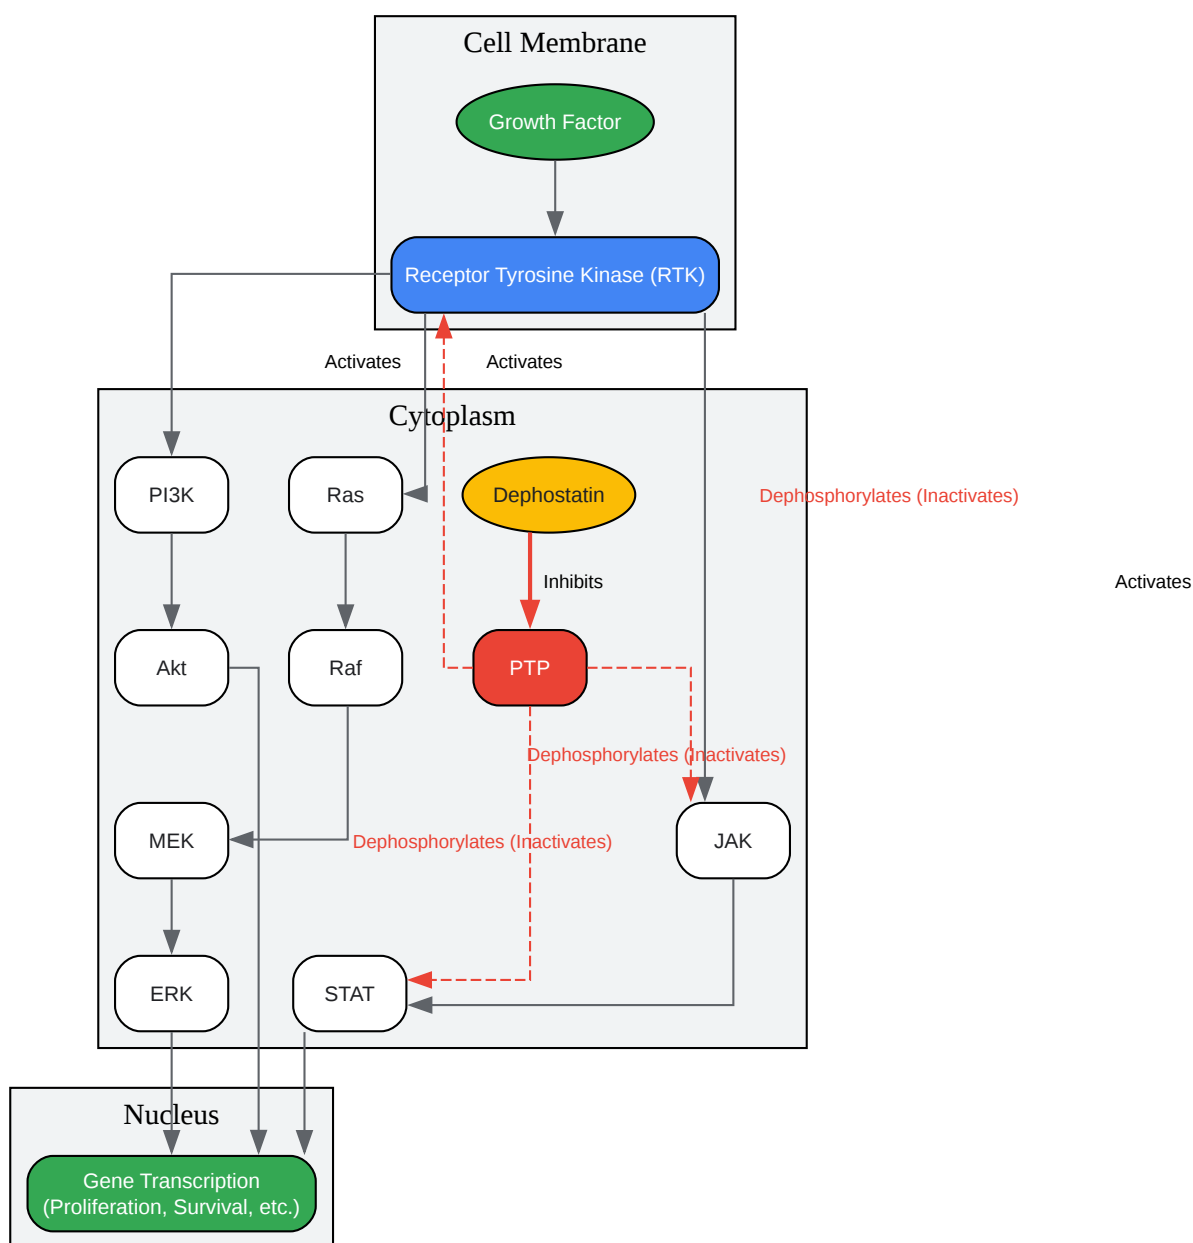 Cell Membrane
Growth Factor
Receptor Tyrosine Kinase (RTK)
Activates
Activates
Cytoplasm
PI3K
Ras
Dephostatin
Dephosphorylates (Inactivates)
Inhibits
Activates
Akt
Raf
PTP
Dephosphorylates (Inactivates)
MEK
Dephosphorylates (Inactivates)
JAK
ERK
STAT
Nucleus
Gene Transcription
(Proliferation, Survival, etc.)